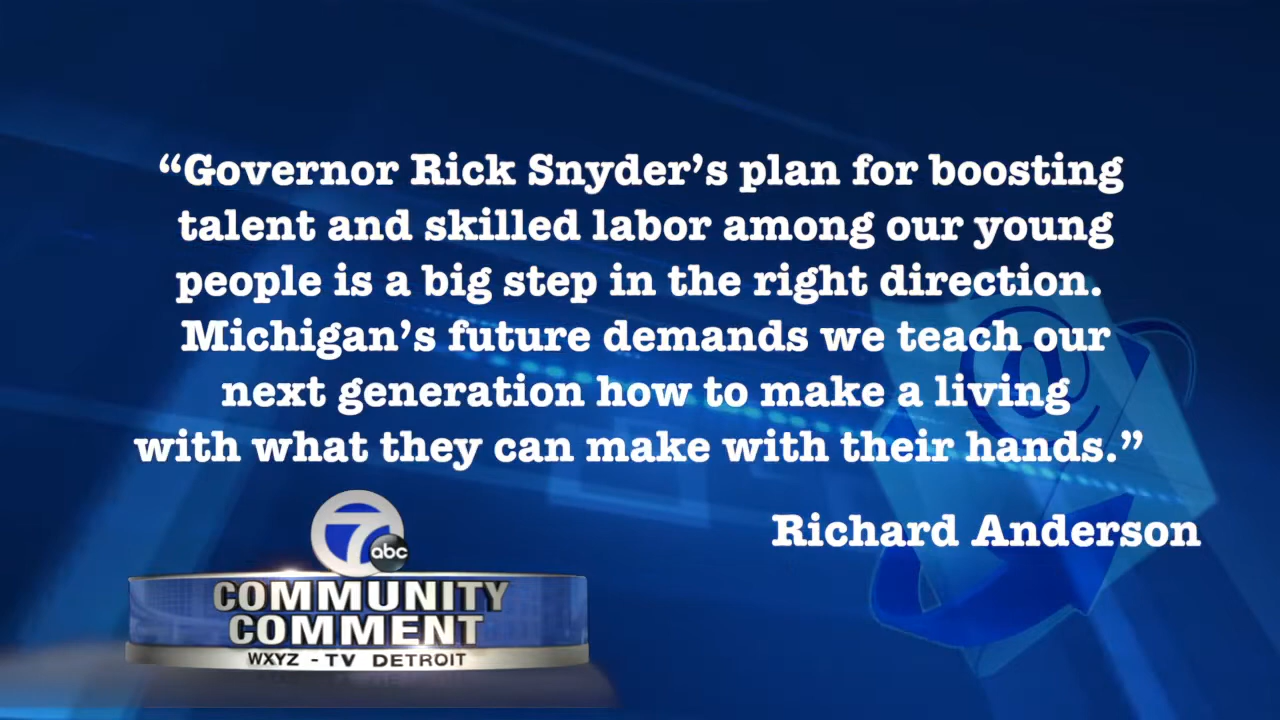 “Governor Rick Snyder’s plan for boosting
talent and skilled labor among our young
people is a big step in the right direction.
Michigan’s future demands we teach our
next generation how to make a living
with what they can make with their hands.”
Richard Anderson
7 abc
COMMUNITY
COMMENT
WXYZ - TV DETROIT